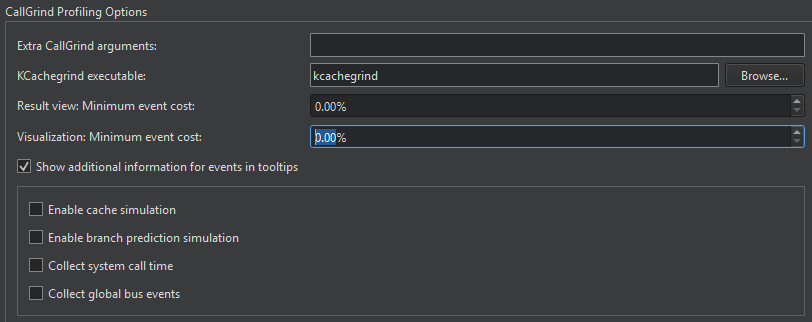 CallGrind Profiling Options
Extra CallGrind arguments:
KCachegrind executable: kcachegrind Browse...
Result view: Minimum event cost: 0.00%
Visualization: Minimum event cost: 0.00%
Show additional information for events in tooltips
Enable cache simulation
Enable branch prediction simulation
Collect system call time
Collect global bus events